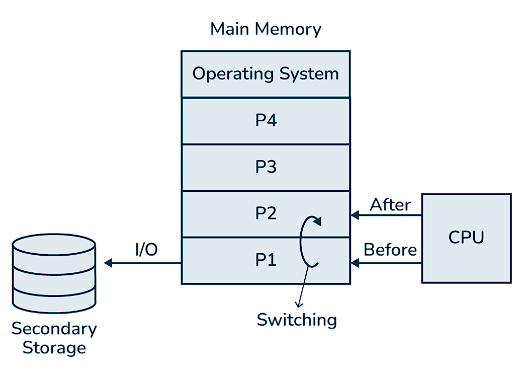 Main Memory
Operating System
P4
P3
P2
After
CPU
I/O
P1
Before
Switching
Secondary
Storage